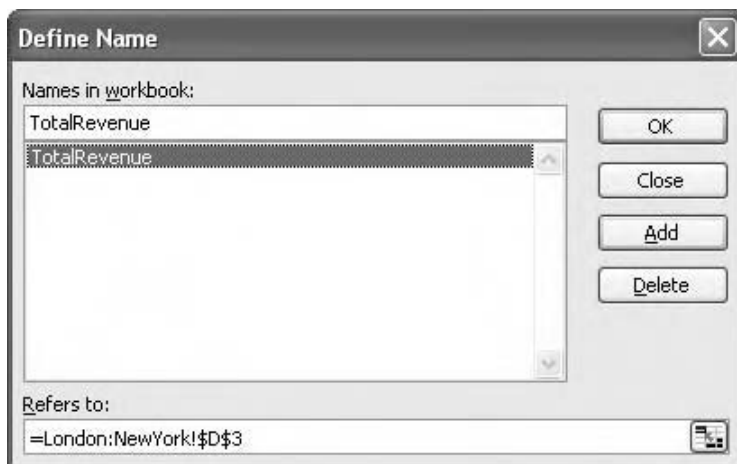 Define Name
Names in workbook:
TotalRevenue
OK
TotalRevenue
Close
Add
Delete
Refers to:
=London:NewYork!$D$3